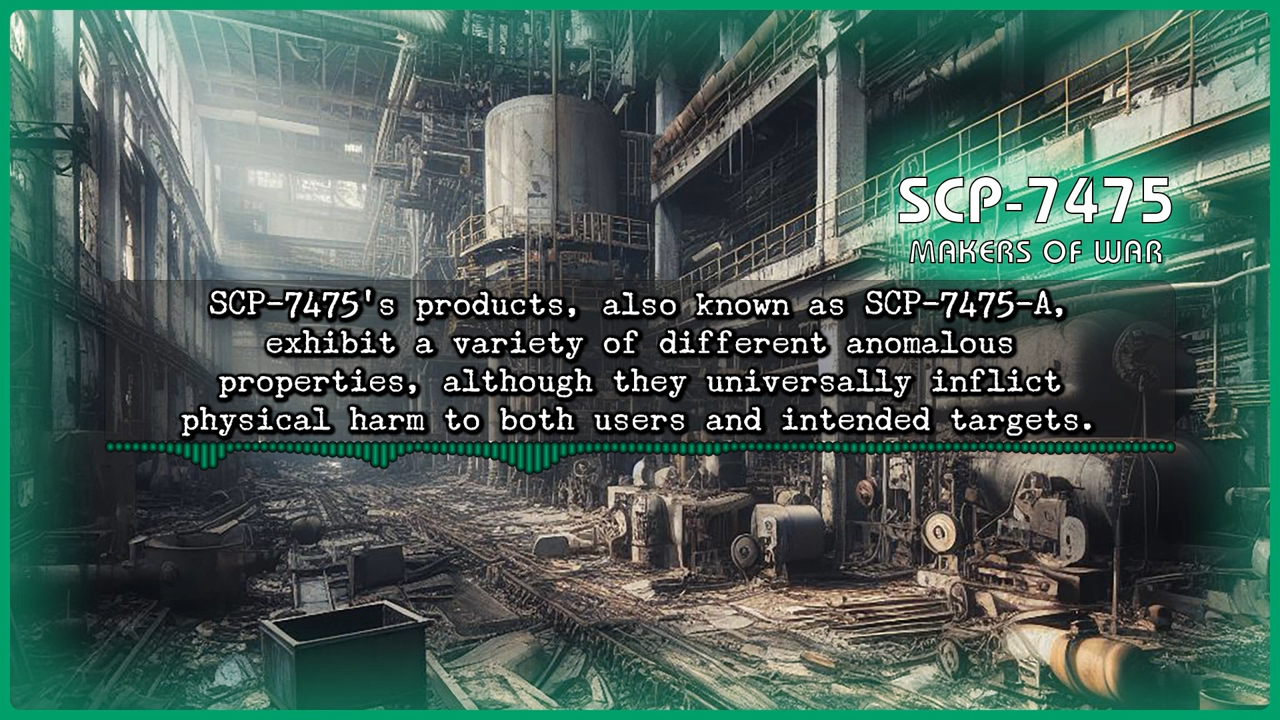 SCP-7475
MAKERS OF WAR
SCP-7475's products, also known as SCP-7475-A,
exhibit a variety of different anomalous
properties, although they universally inflict
physical harm to both users and intended targets.